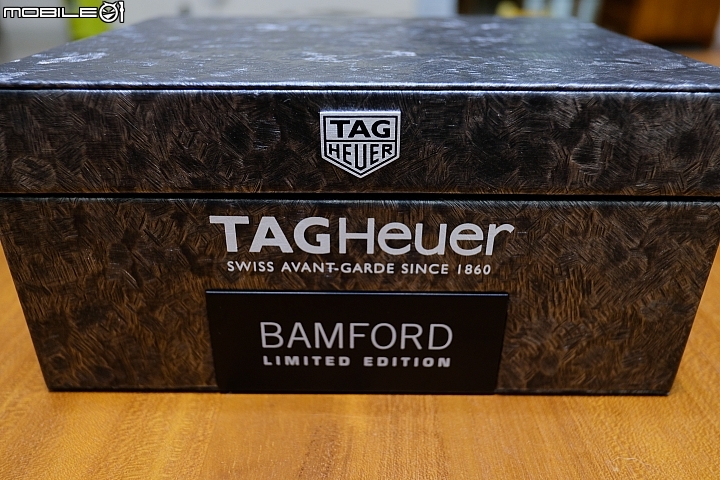 MOBILE01
TAG
HEUER
TAGHeuer
SWISS AVANT-GARDE SINCE 1860
BAMFORD
LIMITED EDITION